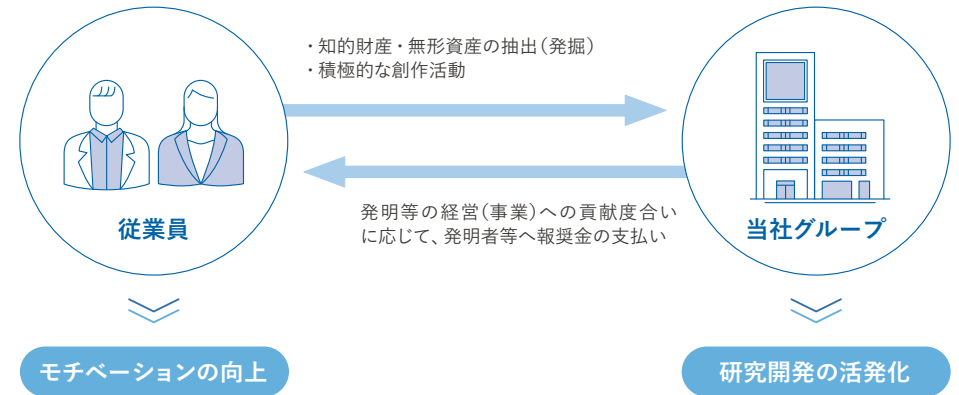 ・知的財産・無形資産の抽出（発掘）
・積極的な創作活動
発明等の経営（事業）への貢献度合い
に応じて、発明者等へ報奨金の支払い
従業員
当社グループ
モチベーションの向上
研究開発の活発化